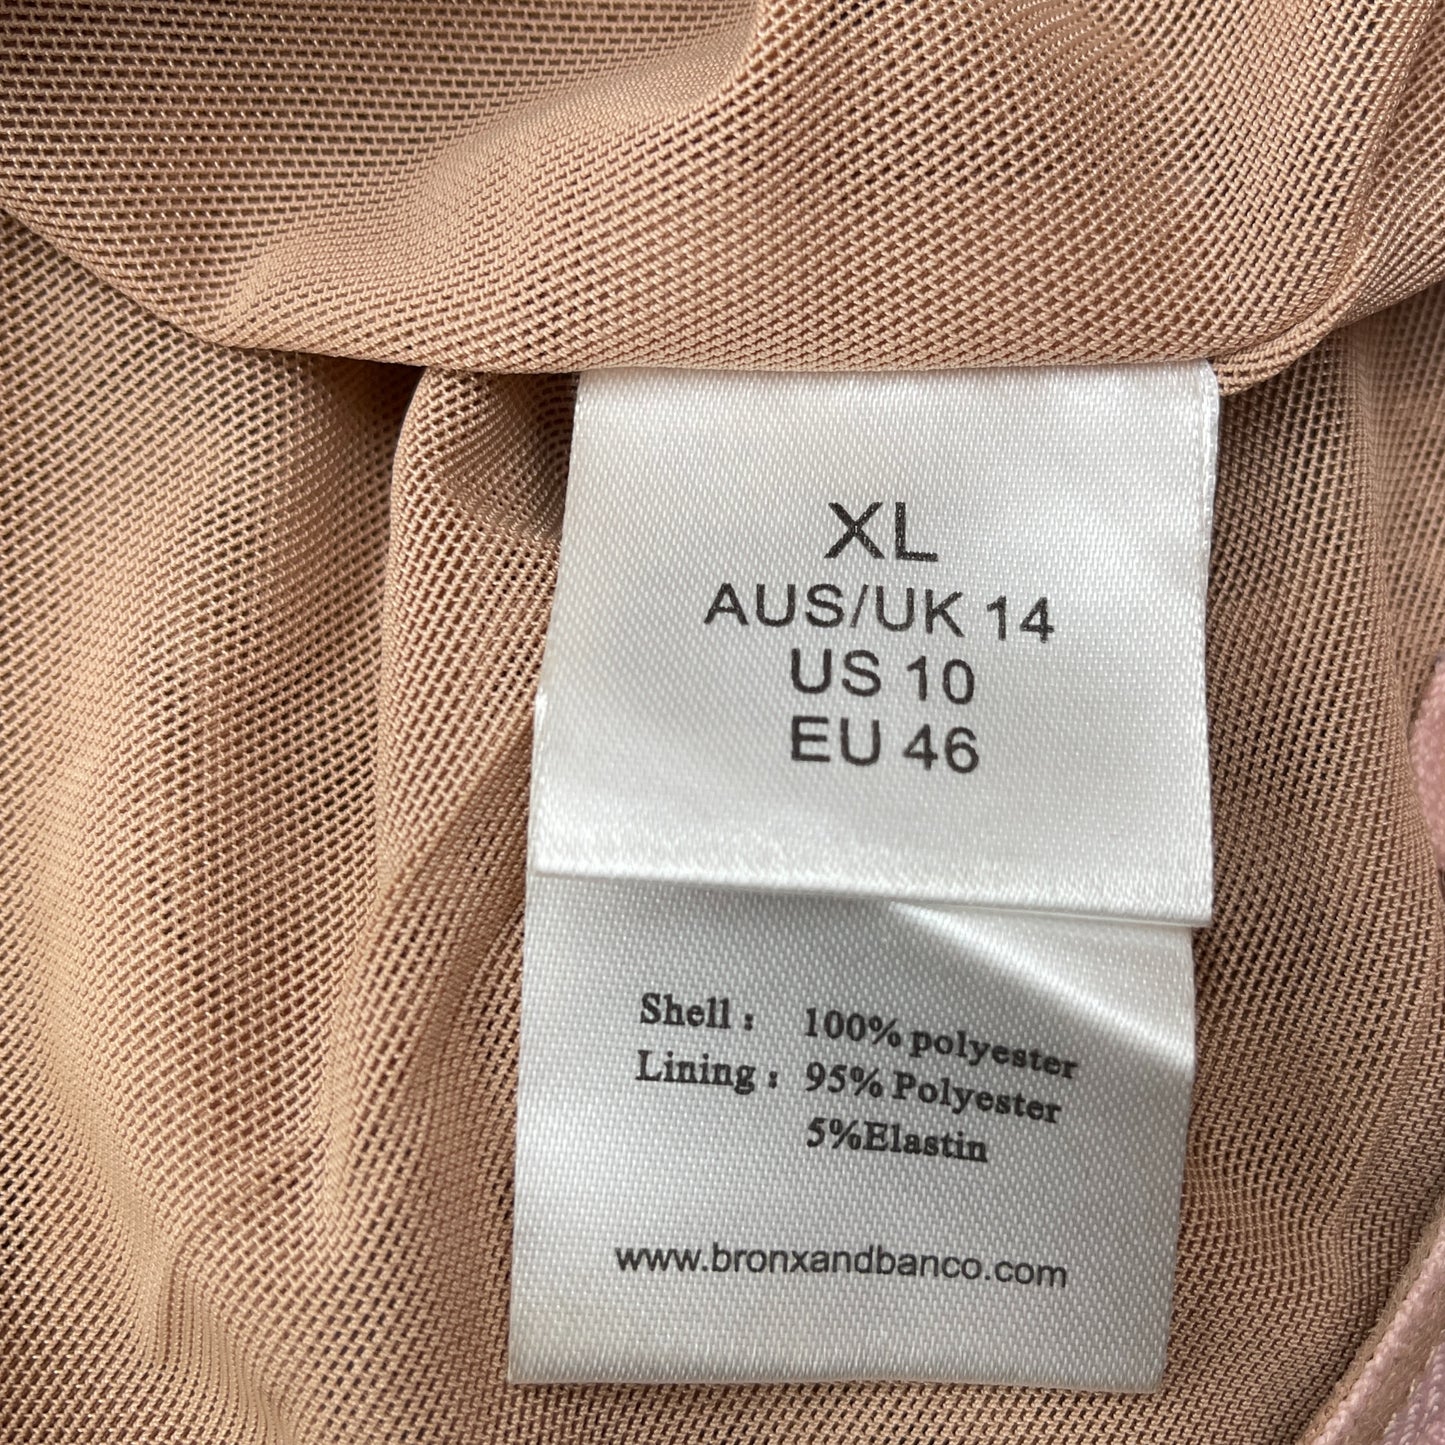 XL
AUS/UK 14
US 10
EU 46
Shell : 100% polyester
Lining : 95% Polyester
5%Elastin
www.bronxandbanco.com